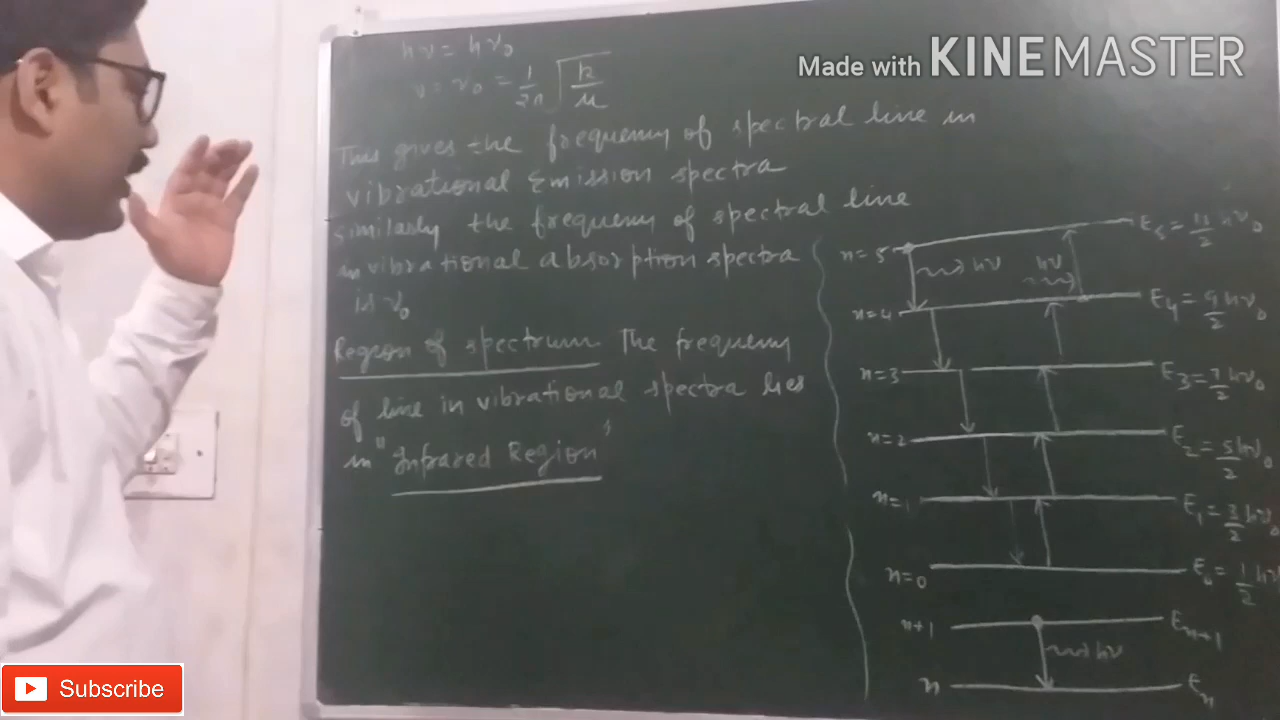 Made with KINEMASTER
hν = hν₀
ν = ν₀ = 1/2π √k/μ
This gives the frequency of spectral line in
vibrational Emission spectra
similarly the frequency of spectral line
in vibrational absorption spectra
is ν₀
Region of spectrum The frequency
of line in vibrational spectra lies
in "Infrared Region"
n=5 hν hν E₅ = 11/2 hν₀
n=4 E₄ = 9/2 hν₀
n=3 E₃ = 7/2 hν₀
n=2 E₂ = 5/2 hν₀
n=1 E₁ = 3/2 hν₀
n=0 E₀ = 1/2 hν
n+1 Eₙ₊₁
hν
n Eₙ
Subscribe